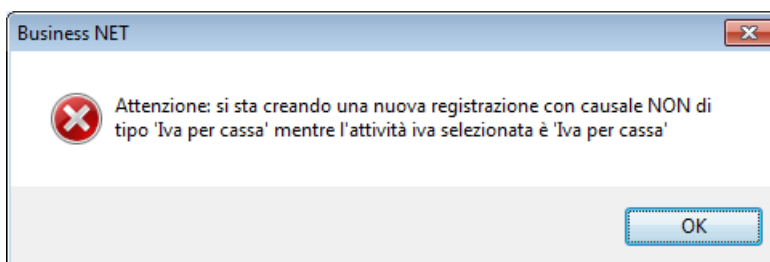 Business NET
Attenzione: si sta creando una nuova registrazione con causale NON di
tipo 'Iva per cassa' mentre l'attività iva selezionata è 'Iva per cassa'
OK